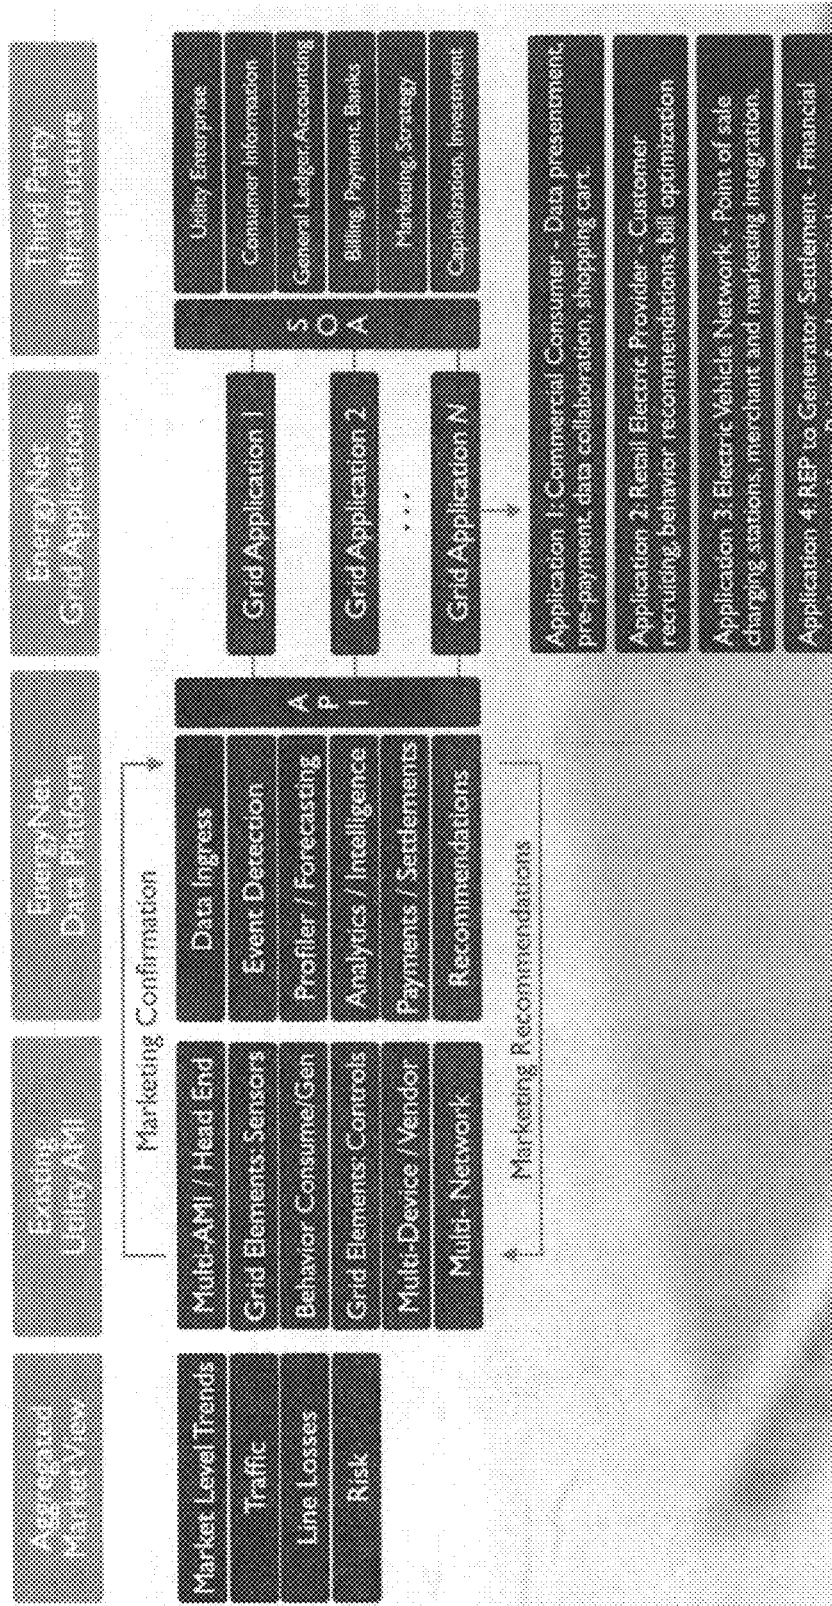 Aggregated
Market View
Existing
Utility AMI
EnergyNet
Data Platform
EnergyNet
Grid Applications
Third Party
Infrastructure
Market Level Trends
Traffic
Line Losses
Risk
Marketing Confirmation
Multi-AMI / Head End
Grid Elements: Sensors
Behavior Consume/Gen
Grid Elements: Controls
Multi-Device / Vendor
Multi- Network
Data Ingress
Event Detection
Profiler / Forecasting
Analytics / Intelligence
Payments / Settlements
Recommendations
Marketing Recommendations
A
P
I
Grid Application 1
Grid Application 2
...
Grid Application N
S
O
A
Utility Enterprise
Consumer Information
General Ledger Accounting
Billing, Payment, Banks
Marketing, Strategy
Capitalization, Investment
Application 1: Commercial Consumer - Data presentment,
pre-payment, data collaboration, shopping cart.
Application 2: Retail Electric Provider - Customer
recruiting, behavior recommendations, bill optimization
Application 3: Electric Vehicle Network - Point of sale
charging stations, merchant and marketing integration.
Application 4: REP to Generator Settlement - Financial